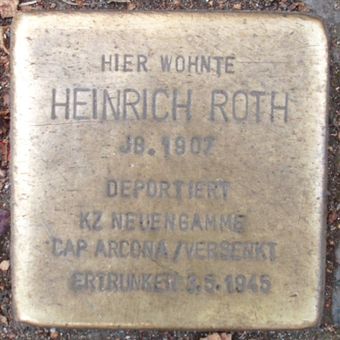 HIER WOHNTE
HEINRICH ROTH
JG. 1907
DEPORTIERT
KZ NEUENGAMME
CAP ARCONA/VERSENKT
ERTRUNKEN 3.5.1945